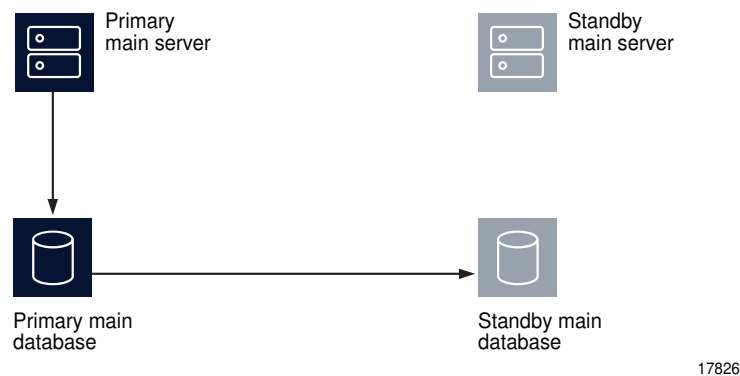 Primary
main server
Standby
main server
Primary main
database
Standby main
database
17826